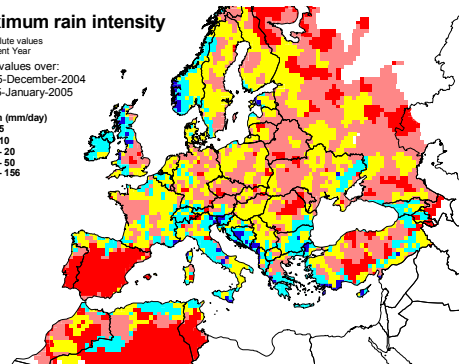 ximum rain intensity
lute values
ent Year
values over:
5-December-2004
5-January-2005
n (mm/day)
5
10
- 20
- 50
- 156